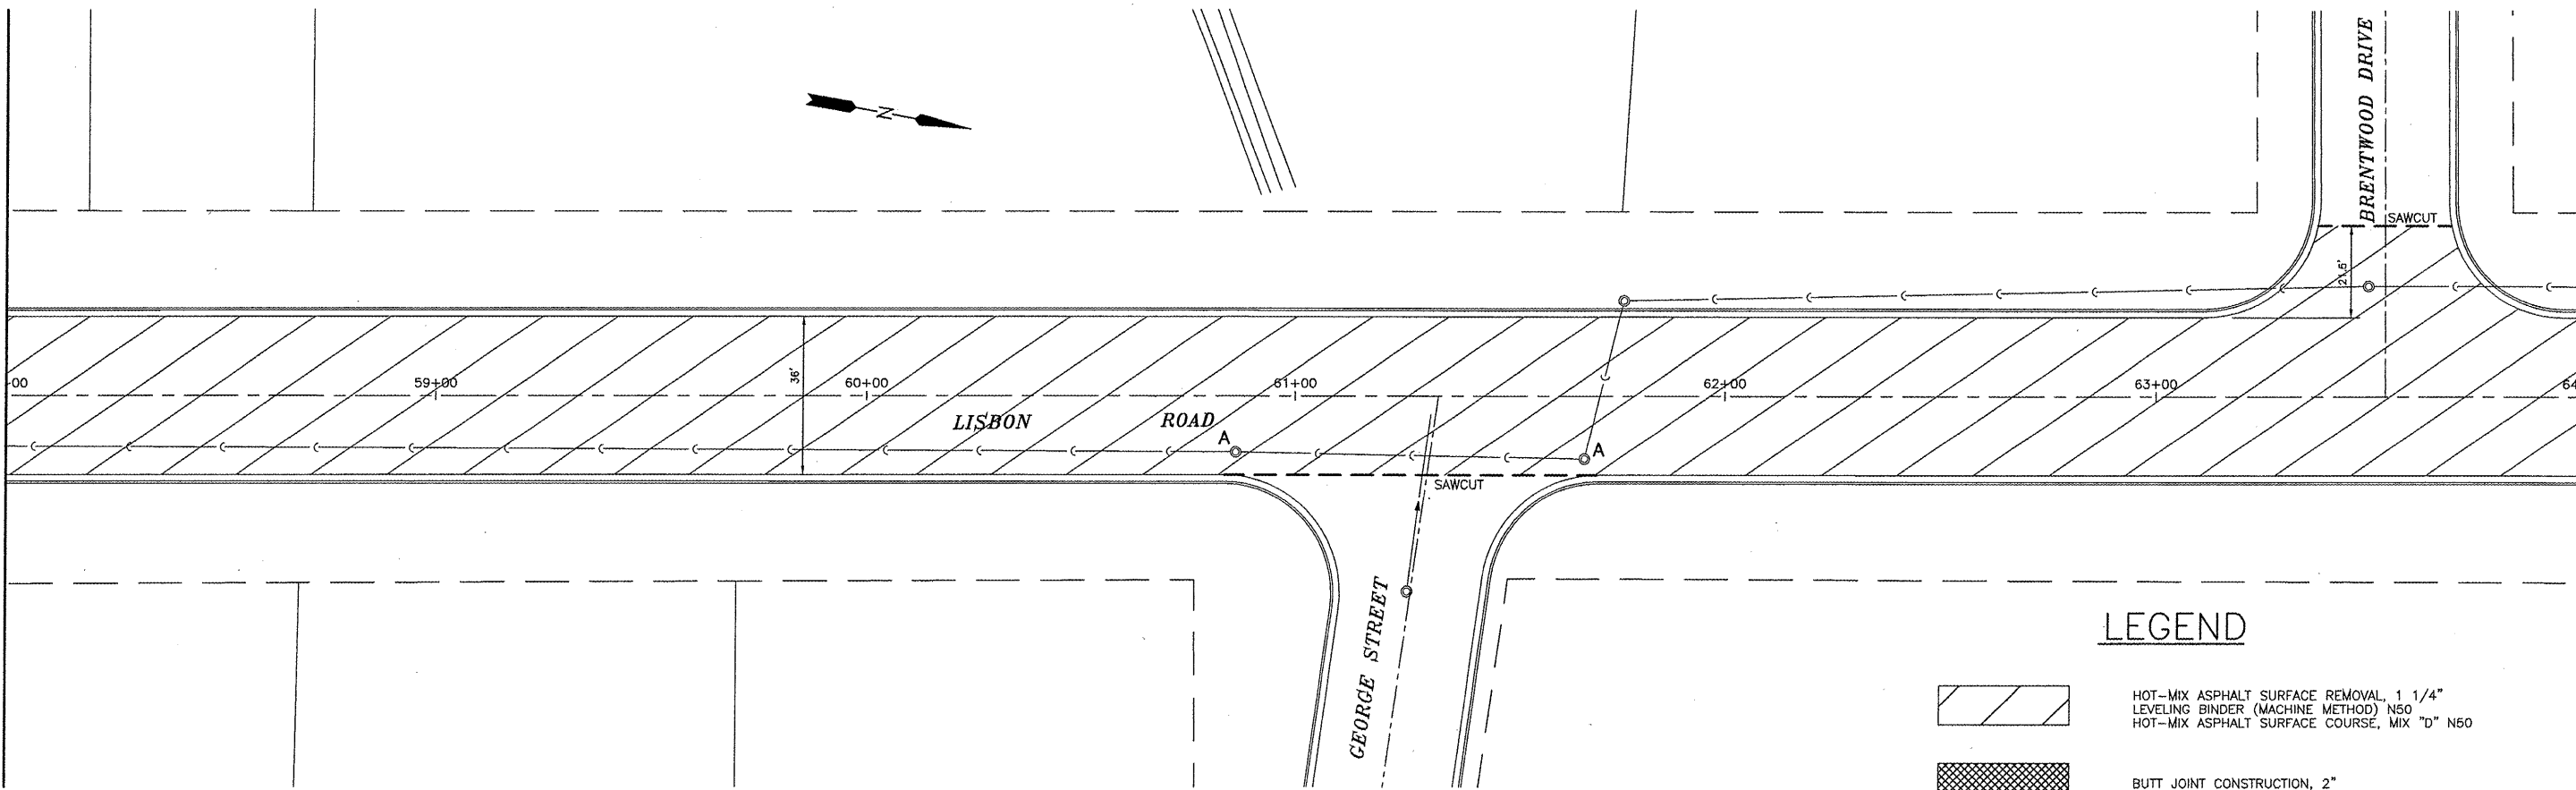 BRENTWOOD DRIVE
N
SAWCUT
21.5'
00
59+00
36'
60+00
61+00
62+00
63+00
64
LISBON ROAD
A
A
SAWCUT
GEORGE STREET
LEGEND
HOT-MIX ASPHALT SURFACE REMOVAL, 1 1/4"
LEVELING BINDER (MACHINE METHOD) N50
HOT-MIX ASPHALT SURFACE COURSE, MIX "D" N50
BUTT JOINT CONSTRUCTION, 2"